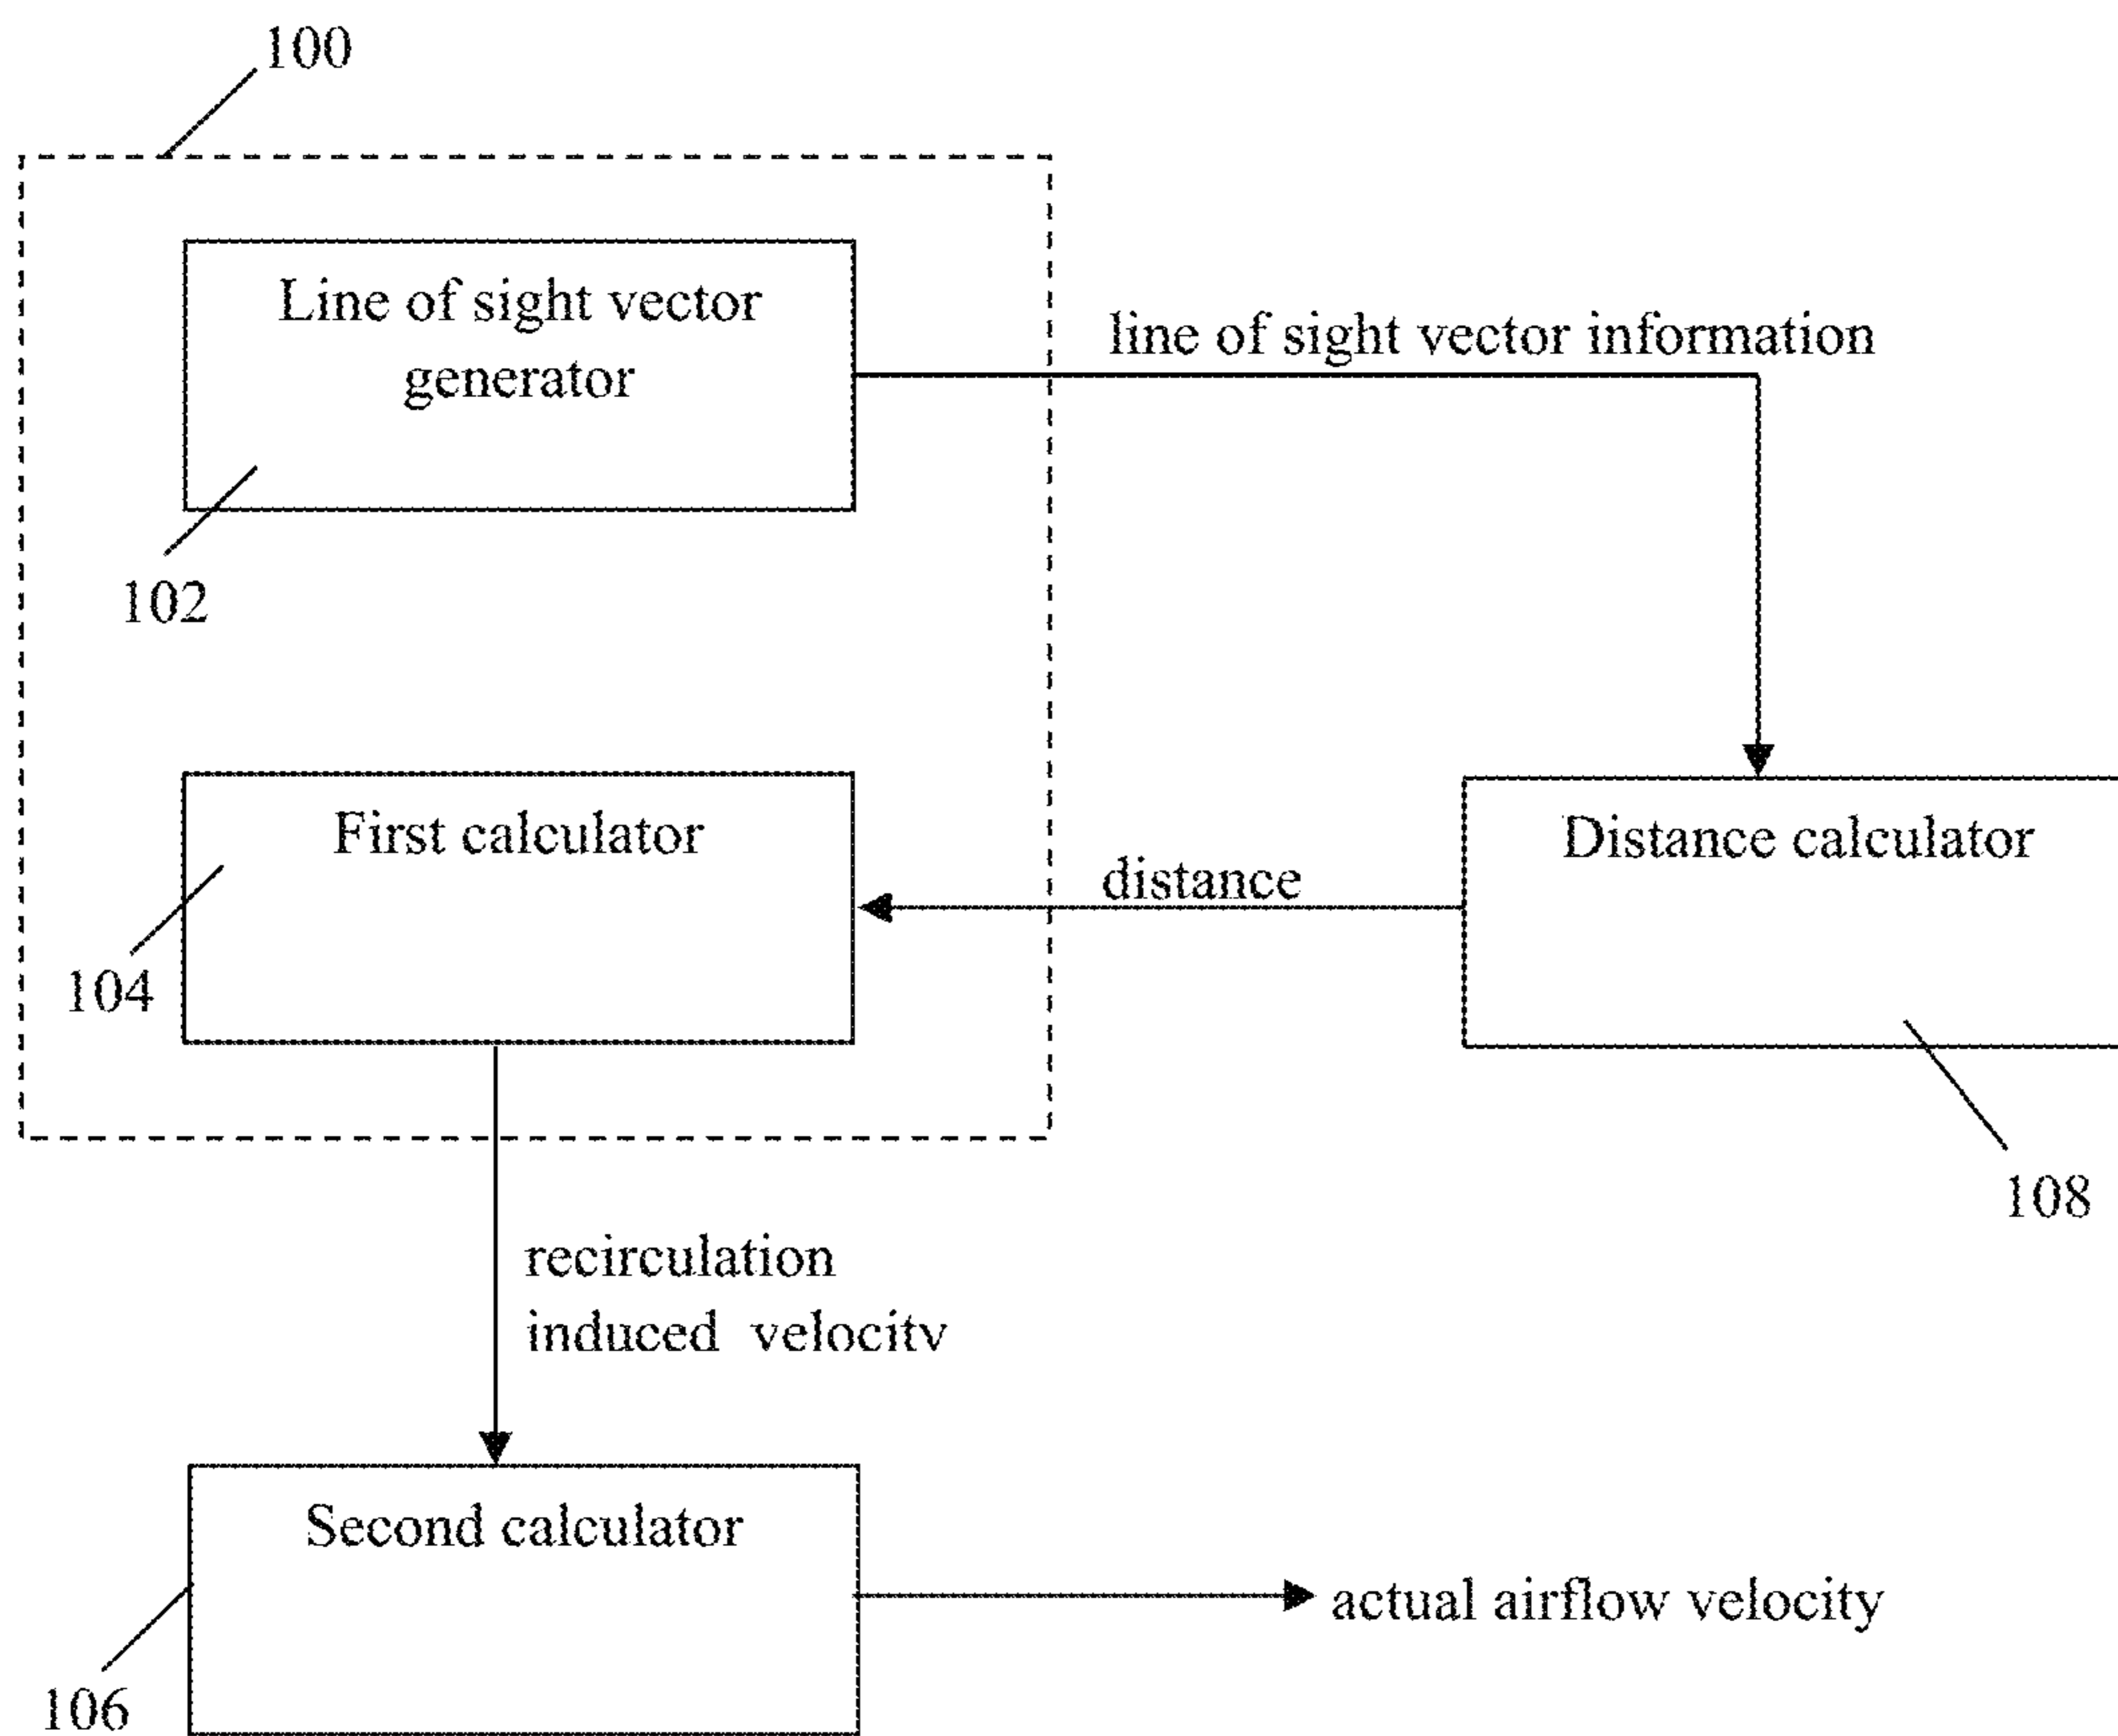 100
Line of sight vector
generator
line of sight vector information
102
First calculator
Distance calculator
distance
104
108
recirculation
induced velocity
Second calculator
actual airflow velocity
106